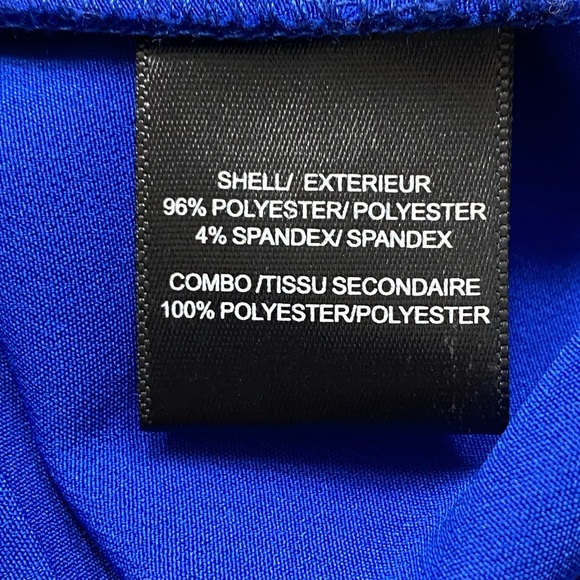 SHELL/ EXTERIEUR
96% POLYESTER/ POLYESTER
4% SPANDEX/ SPANDEX
COMBO /TISSU SECONDAIRE
100% POLYESTER/POLYESTER